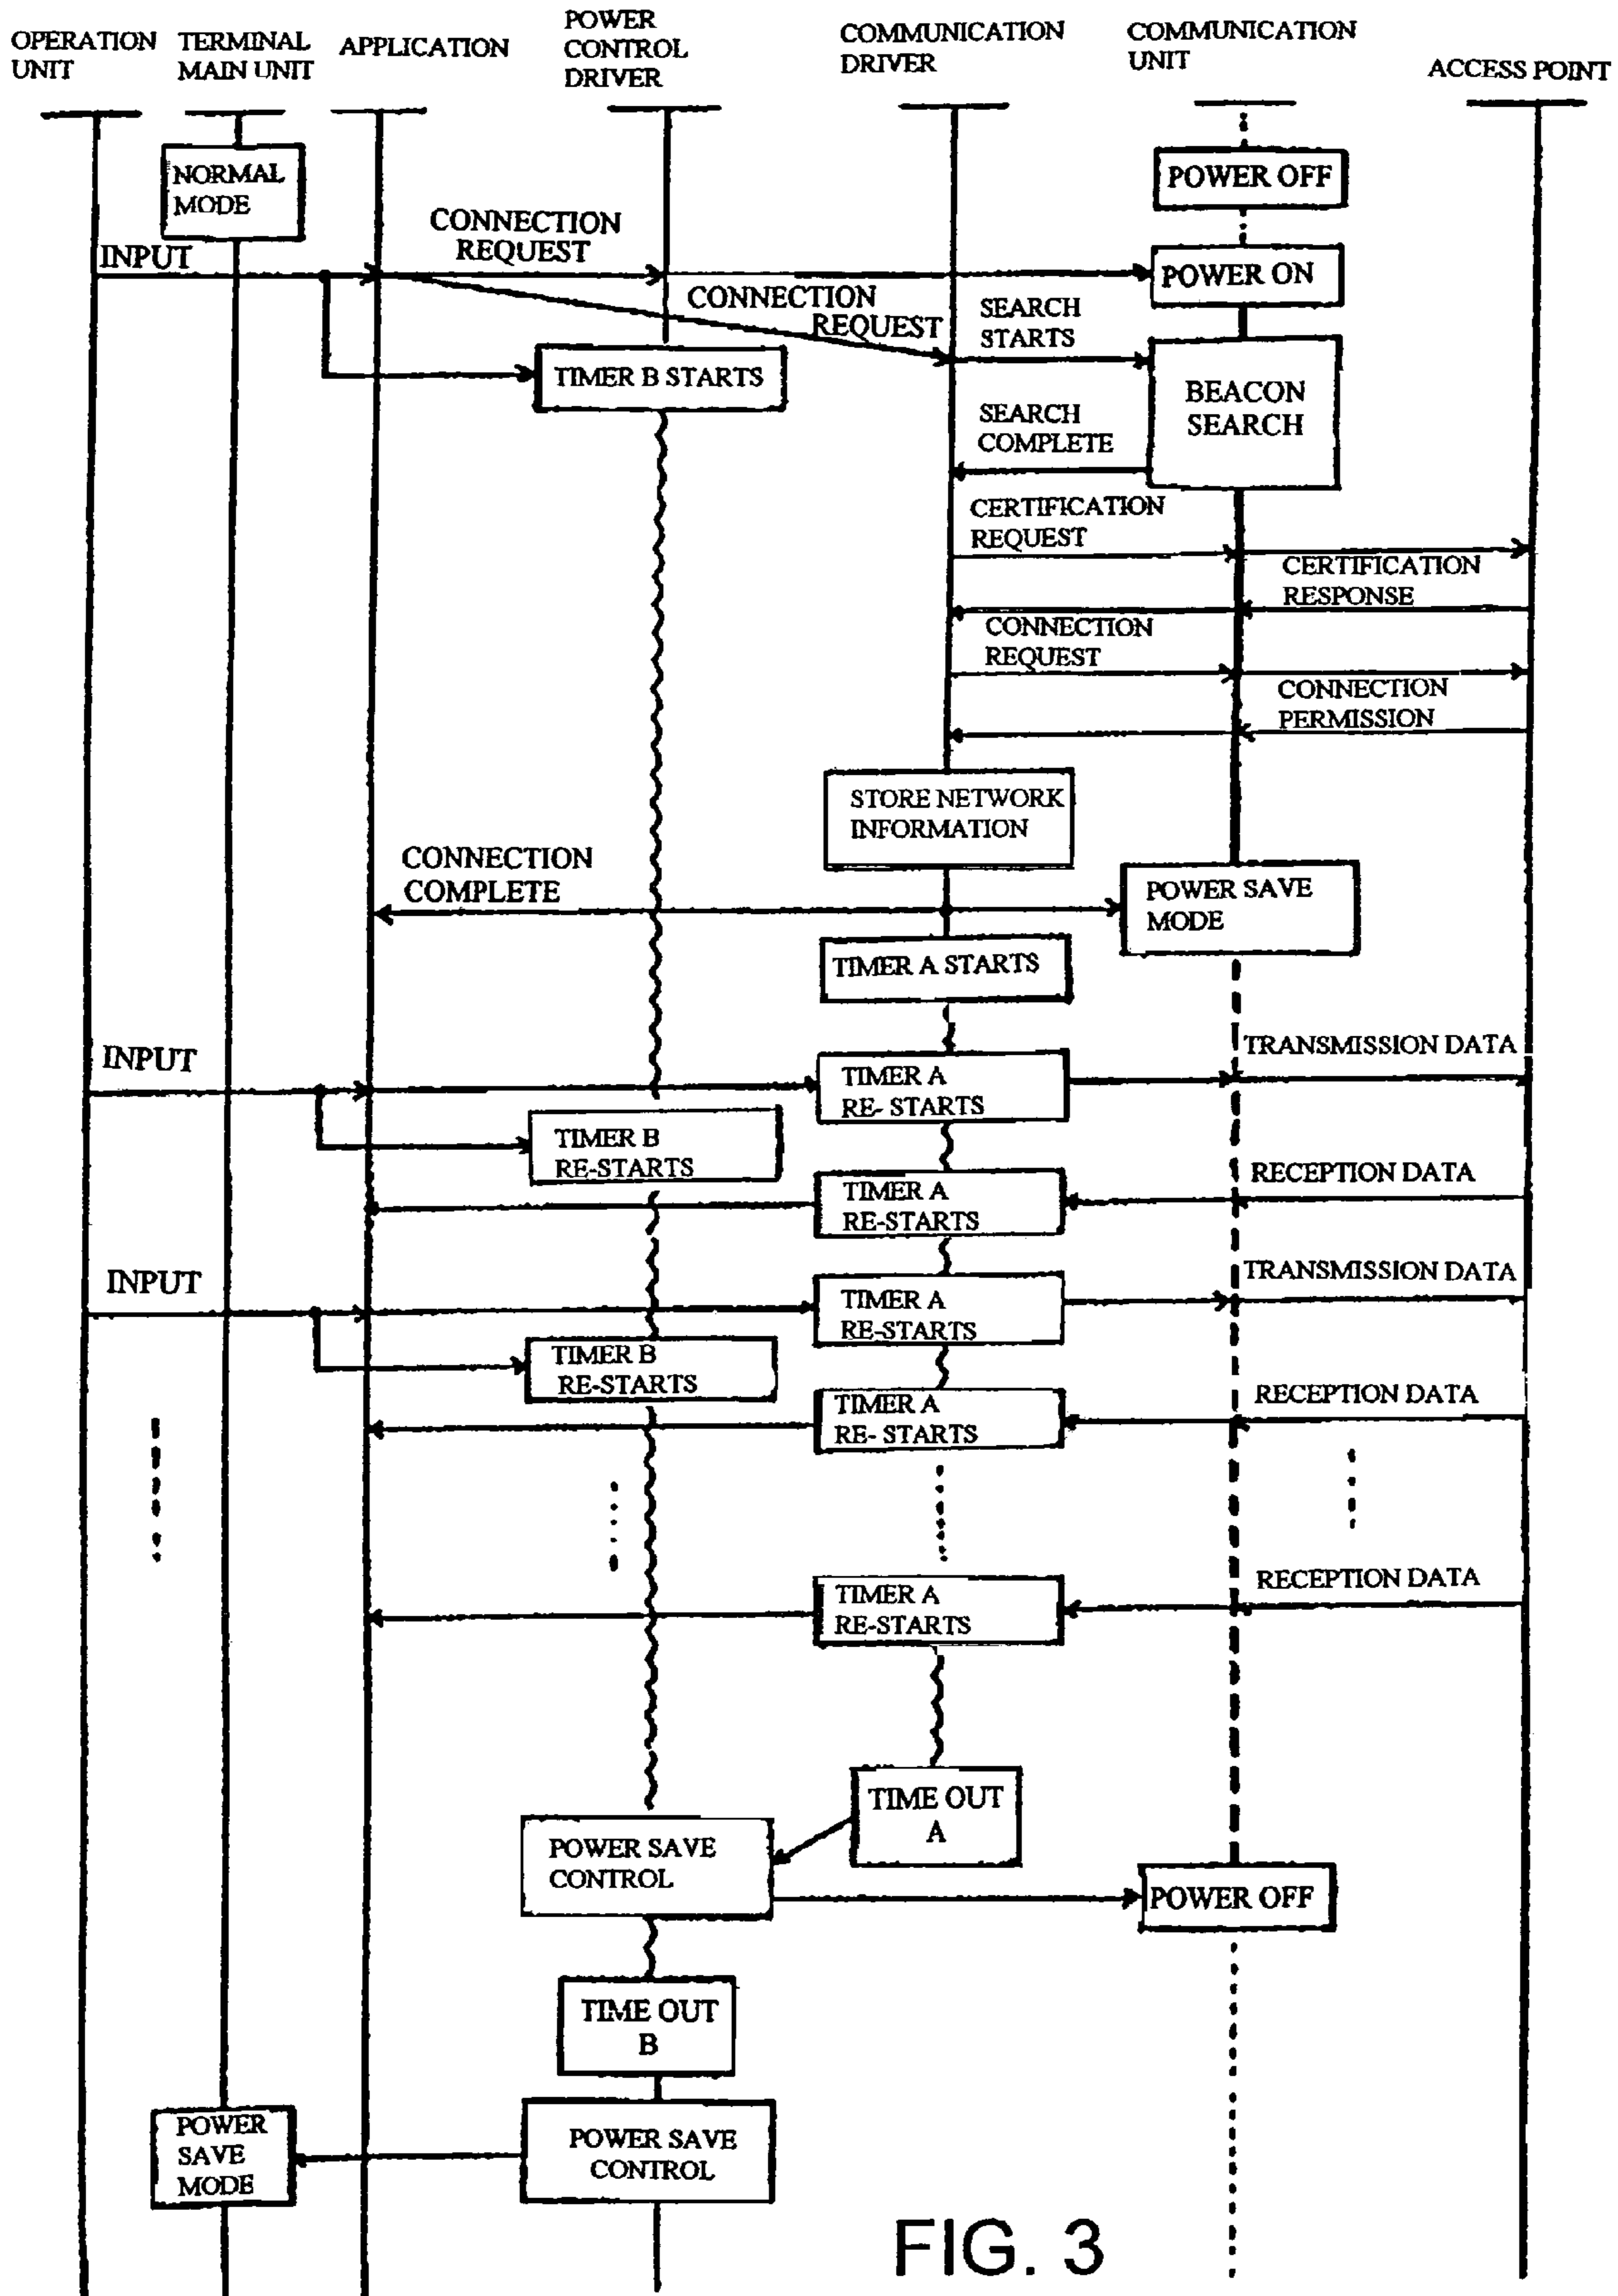 OPERATION
UNIT
TERMINAL
MAIN UNIT
APPLICATION
POWER
CONTROL
DRIVER
COMMUNICATION
DRIVER
COMMUNICATION
UNIT
ACCESS POINT
NORMAL
MODE
POWER OFF
INPUT
CONNECTION
REQUEST
POWER ON
CONNECTION
REQUEST
SEARCH
STARTS
TIMER B STARTS
BEACON
SEARCH
SEARCH
COMPLETE
CERTIFICATION
REQUEST
CERTIFICATION
RESPONSE
CONNECTION
REQUEST
CONNECTION
PERMISSION
STORE NETWORK
INFORMATION
CONNECTION
COMPLETE
POWER SAVE
MODE
TIMER A STARTS
INPUT
TIMER A
RE- STARTS
TRANSMISSION DATA
TIMER B
RE-STARTS
TIMER A
RE-STARTS
RECEPTION DATA
INPUT
TIMER A
RE-STARTS
TRANSMISSION DATA
TIMER B
RE-STARTS
TIMER A
RE- STARTS
RECEPTION DATA
TIMER A
RE-STARTS
RECEPTION DATA
TIME OUT
A
POWER SAVE
CONTROL
POWER OFF
TIME OUT
B
POWER
SAVE
MODE
POWER SAVE
CONTROL
FIG. 3